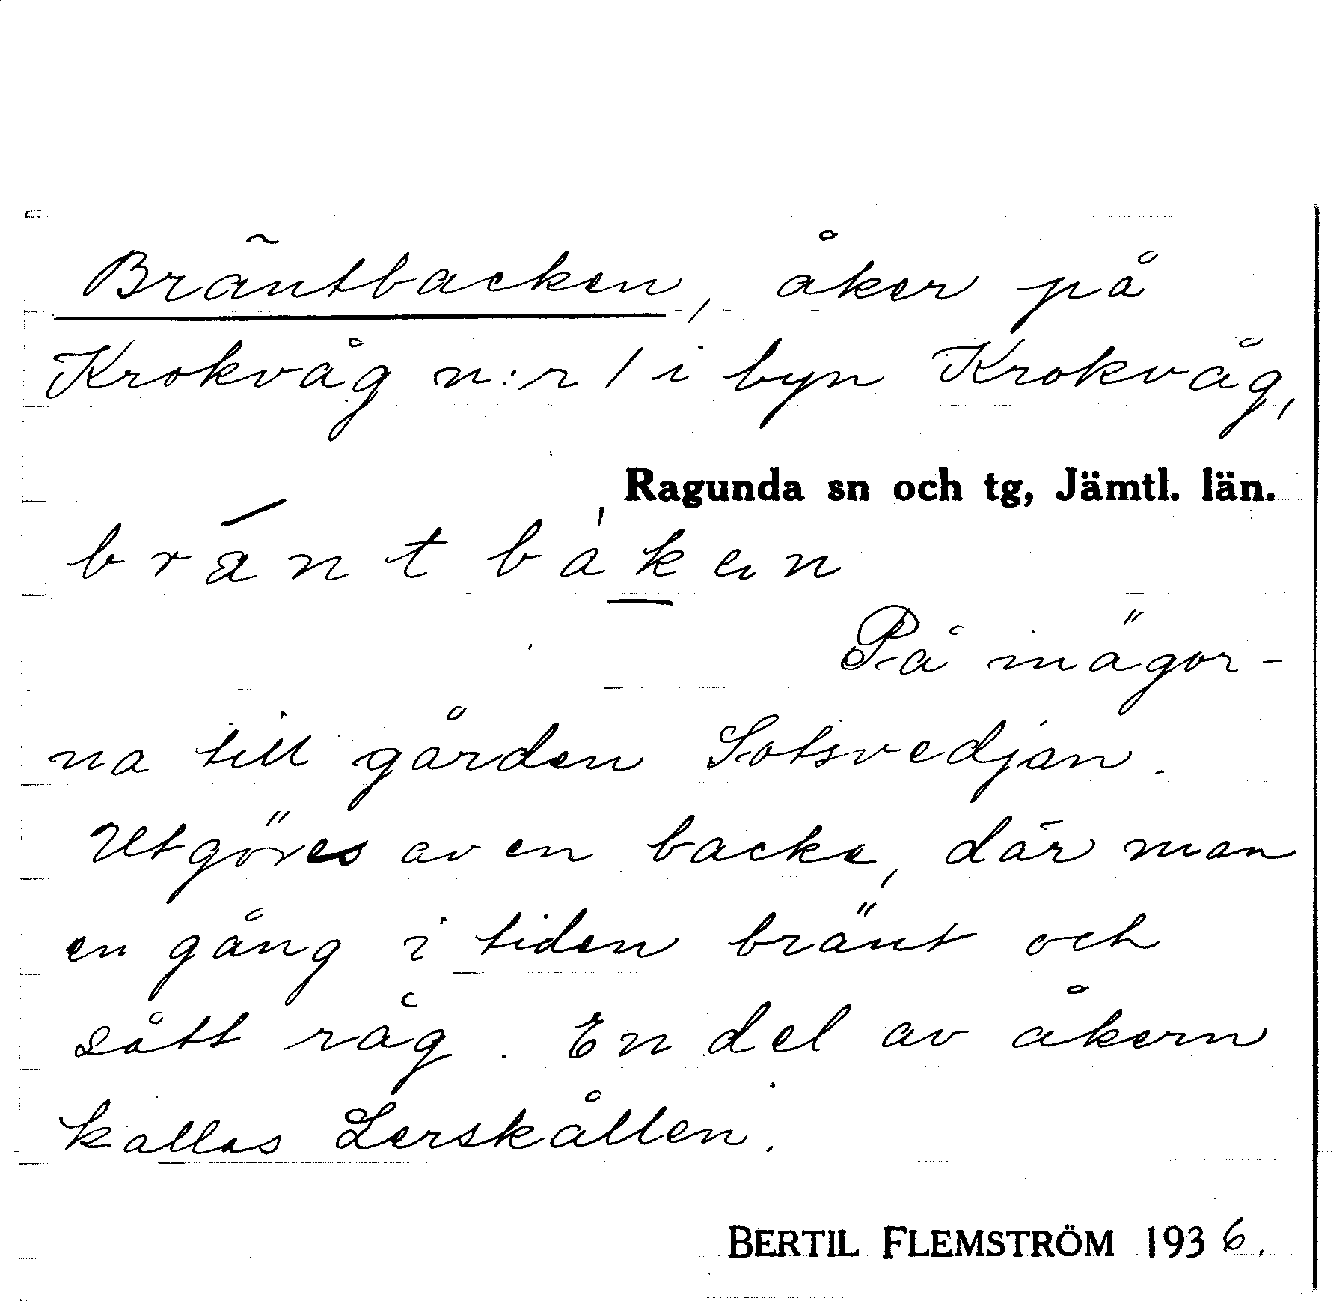 Bräntbacken, åker på
Krokvåg n:r 1 i byn Krokvåg,
Ragunda sn och tg, Jämtl. län.
bräntbakan
På mägor-
na till gården Sotsvedjan.
Utgöres av en backe, där man
en gång i tiden bränt och
sått råg. En del av åkern
kallas Lerskållen.
BERTIL FLEMSTRÖM 1936.